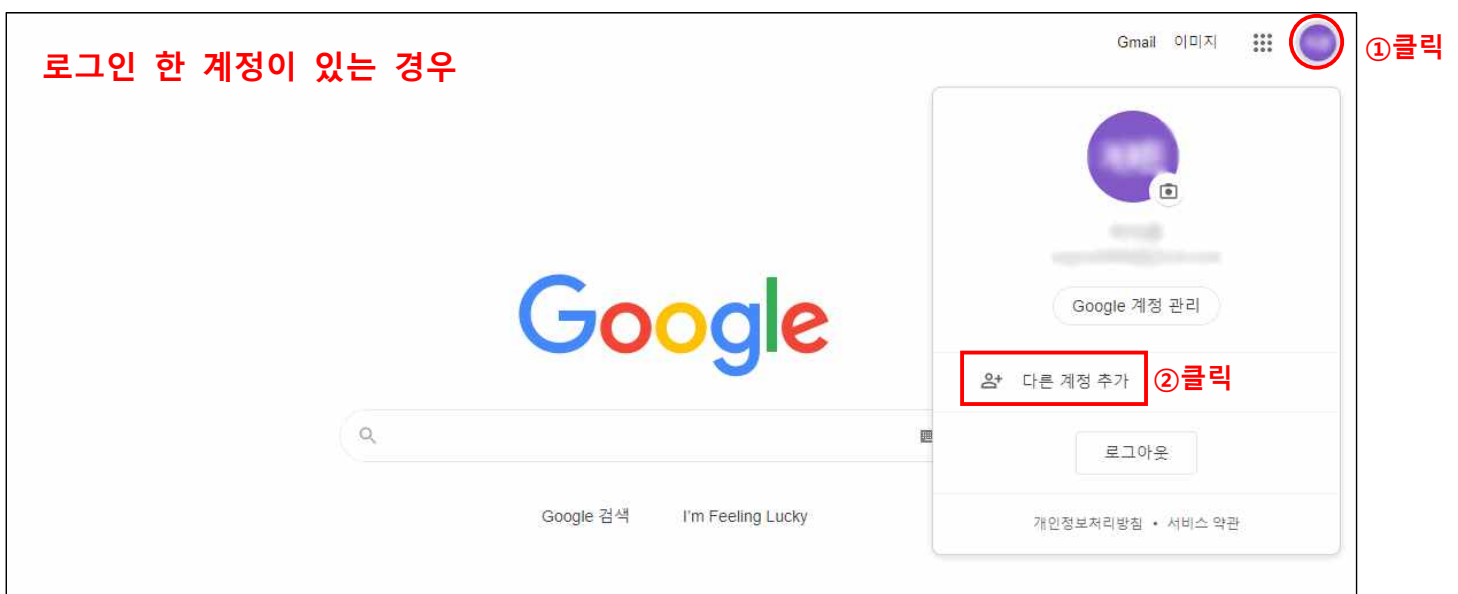 Gmail 이미지
①클릭
로그인 한 계정이 있는 경우
Google 계정 관리
Google
다른 계정 추가 ②클릭
로그아웃
Google 검색 I'm Feeling Lucky
개인정보처리방침 • 서비스 약관